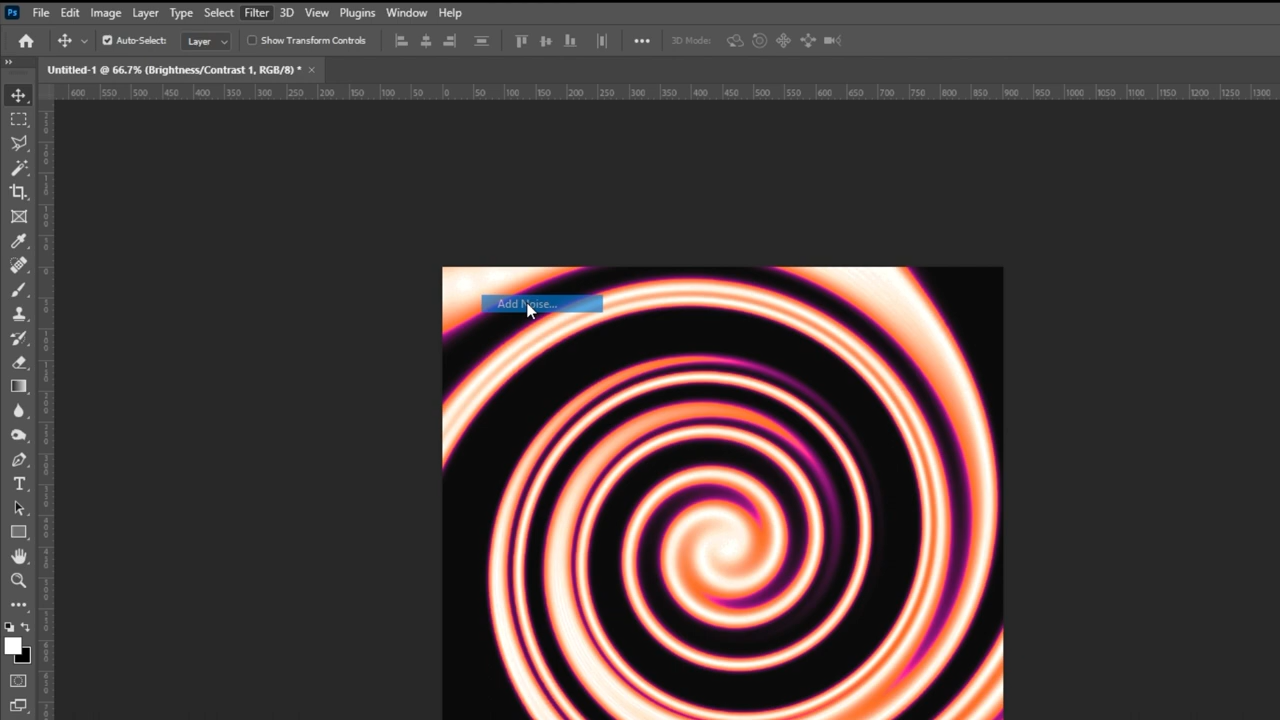 Ps File Edit Image Layer Type Select Filter 3D View Plugins Window Help
Auto-Select: Layer Show Transform Controls 3D Mode:
Untitled-1 @ 66.7% (Brightness/Contrast 1, RGB/8) *
600 550 500 450 400 350 300 250 200 150 100 50 0 50 100 150 200 250 300 350 400 450 500 550 600 650 700 750 800 850 900 950 1000 1050 1100 1150 1200 1250 1300
Add Noise...